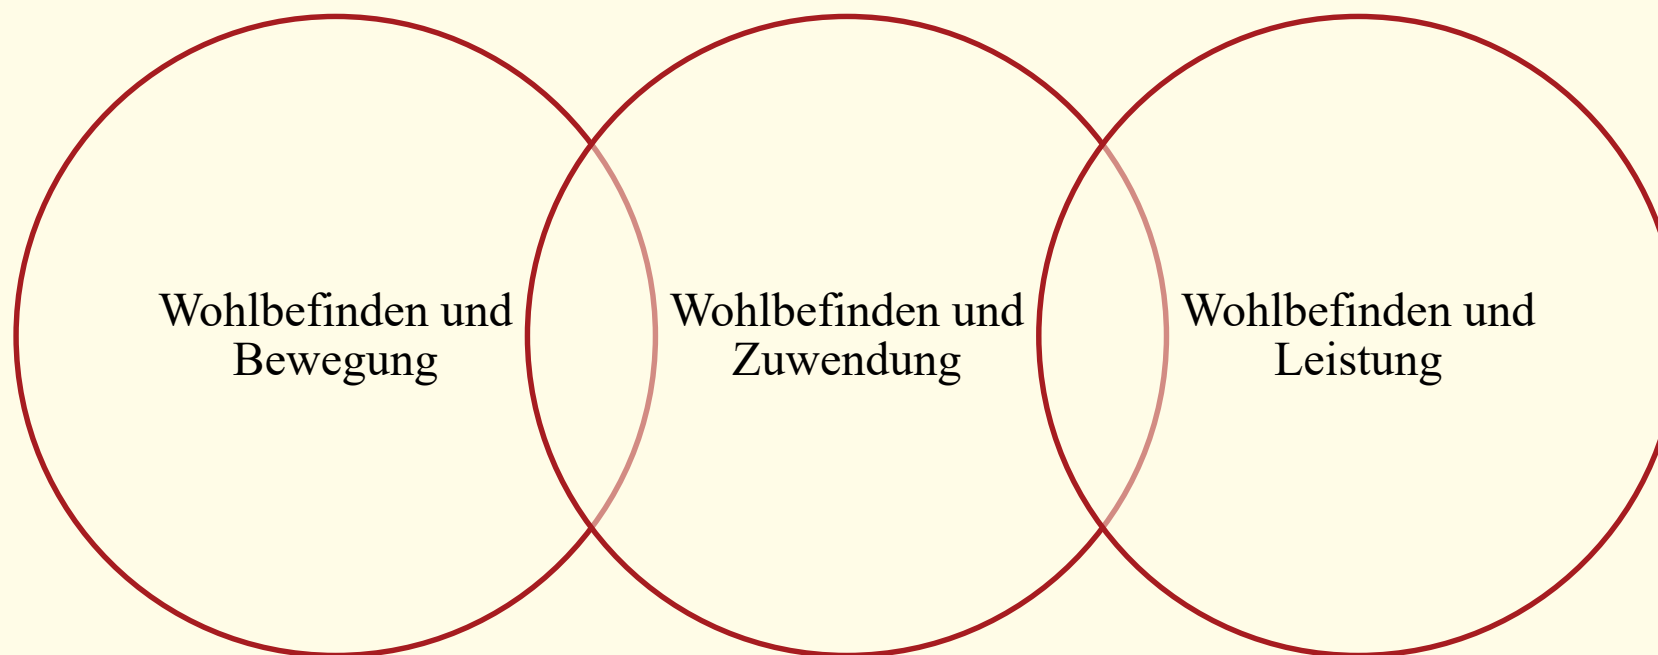 Wohlbefinden und
Bewegung
Wohlbefinden und
Zuwendung
Wohlbefinden und
Leistung